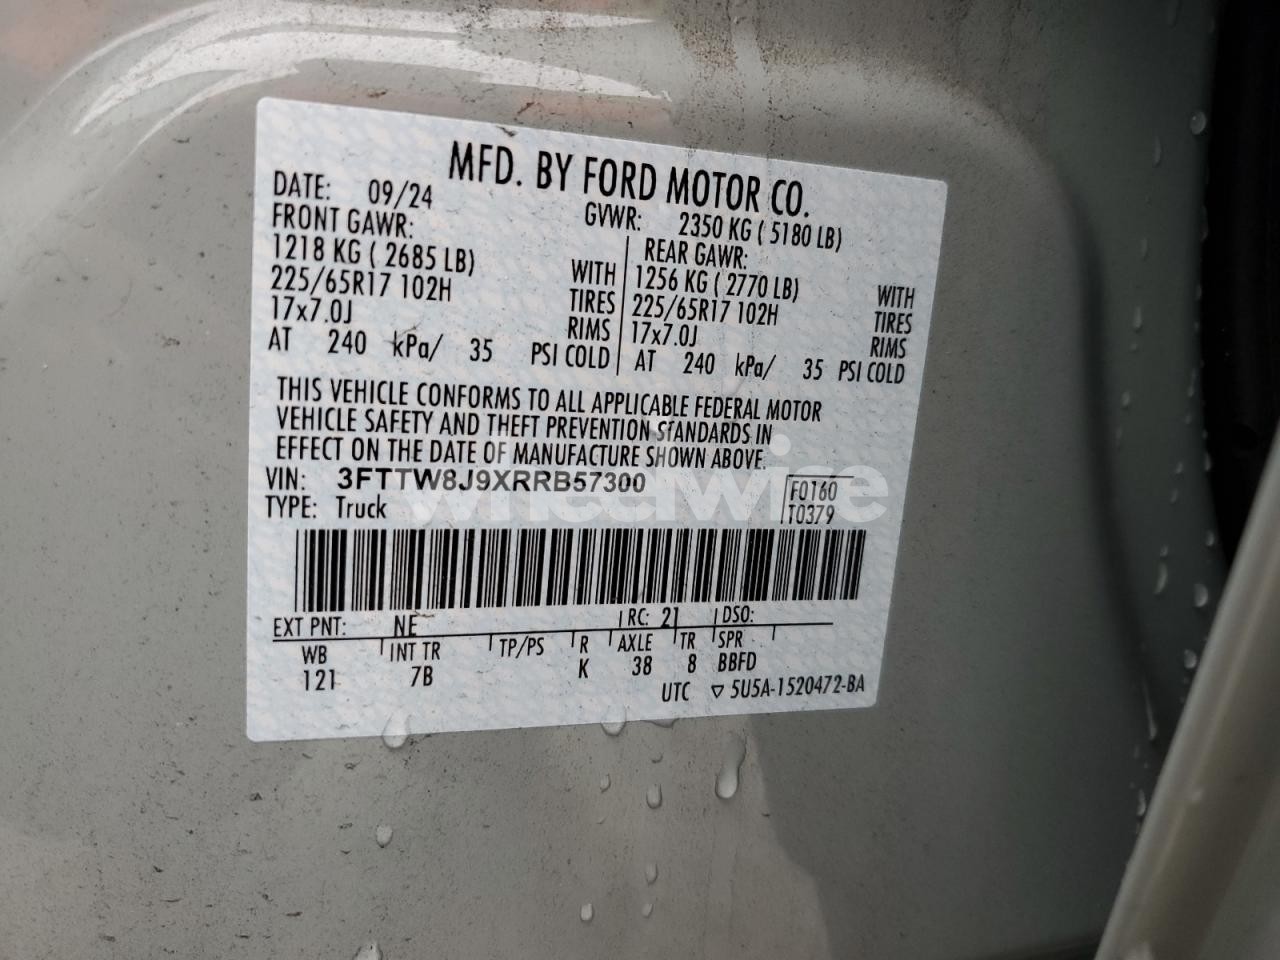 MFD. BY FORD MOTOR CO.
DATE: 09/24 GVWR: 2350 KG ( 5180 LB)
FRONT GAWR: REAR GAWR:
1218 KG ( 2685 LB) WITH 1256 KG ( 2770 LB) WITH
225/65R17 102H TIRES 225/65R17 102H TIRES
17x7.0J RIMS 17x7.0J RIMS
AT 240 kPa/ 35 PSI COLD AT 240 kPa/ 35 PSI COLD
THIS VEHICLE CONFORMS TO ALL APPLICABLE FEDERAL MOTOR
VEHICLE SAFETY AND THEFT PREVENTION STANDARDS IN
EFFECT ON THE DATE OF MANUFACTURE SHOWN ABOVE.
VIN: 3FTTW8J9XRRB57300 F0160
TYPE: Truck T0379
wheelwire
EXT PNT: NE RC: 21 DSO:
WB INT TR TP/PS R AXLE TR SPR
121 7B K 38 8 BBFD
UTC ▽ 5U5A-1520472-BA